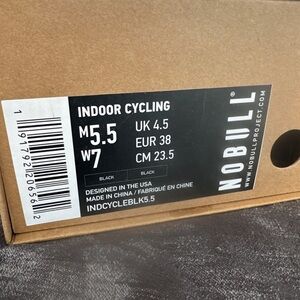 INDOOR CYCLING
M5.5 UK 4.5
EUR 38
W7 CM 23.5
BLACK BLACK
DESIGNED IN THE USA
MADE IN CHINA / FABRIQUÉ EN CHINE
INDCYCLEBLK5.5
NOBULL
WWW.NOBULLPROJECT.COM